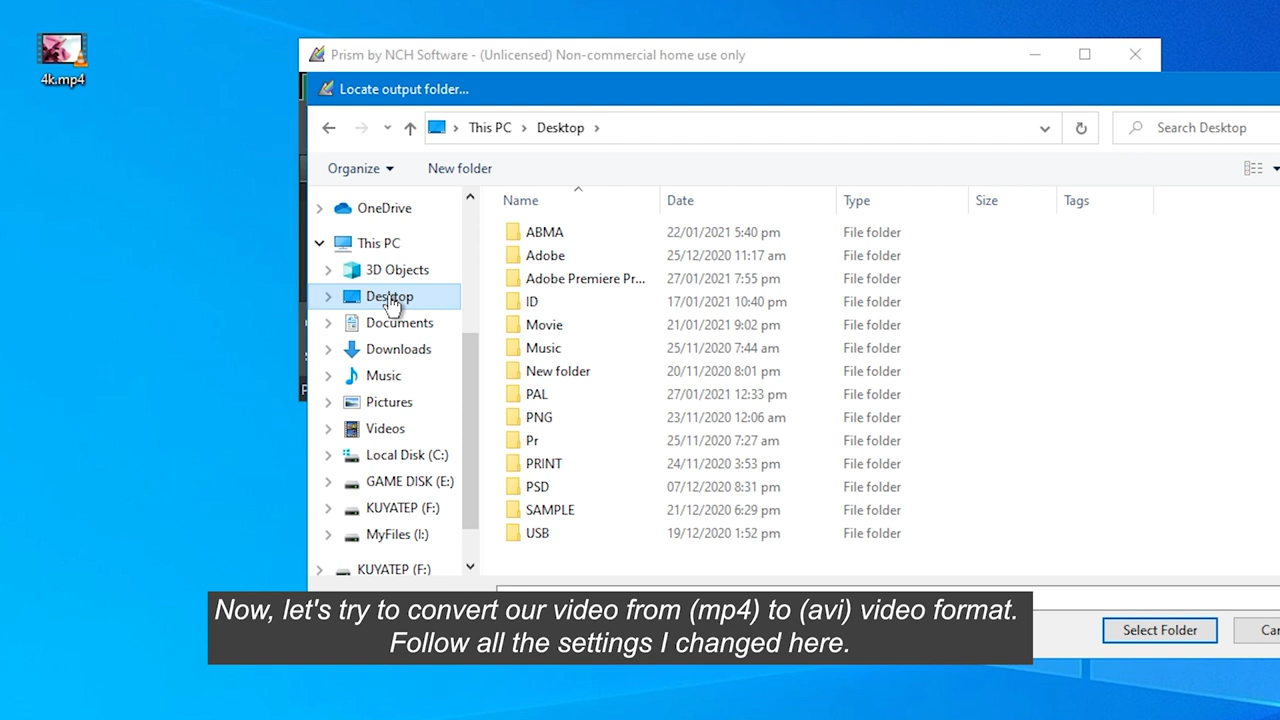 4k.mp4
Prism by NCH Software - (Unlicensed) Non-commercial home use only
Locate output folder...
This PC > Desktop >
Search Desktop
Organize
New folder
Name Date Type Size Tags
OneDrive
This PC
3D Objects
Desktop
Documents
Downloads
Music
Pictures
Videos
Local Disk (C:)
GAME DISK (E:)
KUYATEP (F:)
MyFiles (I:)
KUYATEP (F:)
ABMA 22/01/2021 5:40 pm File folder
Adobe 25/12/2020 11:17 am File folder
Adobe Premiere Pr... 27/01/2021 7:55 pm File folder
ID 17/01/2021 10:40 pm File folder
Movie 21/01/2021 9:02 pm File folder
Music 25/11/2020 7:44 am File folder
New folder 20/11/2020 8:01 pm File folder
PAL 27/01/2021 12:33 pm File folder
PNG 23/11/2020 12:06 am File folder
Pr 25/11/2020 7:27 am File folder
PRINT 24/11/2020 3:53 pm File folder
PSD 07/12/2020 8:31 pm File folder
SAMPLE 21/12/2020 6:29 pm File folder
USB 19/12/2020 1:52 pm File folder
Select Folder
Now, let's try to convert our video from (mp4) to (avi) video format.
Follow all the settings I changed here.